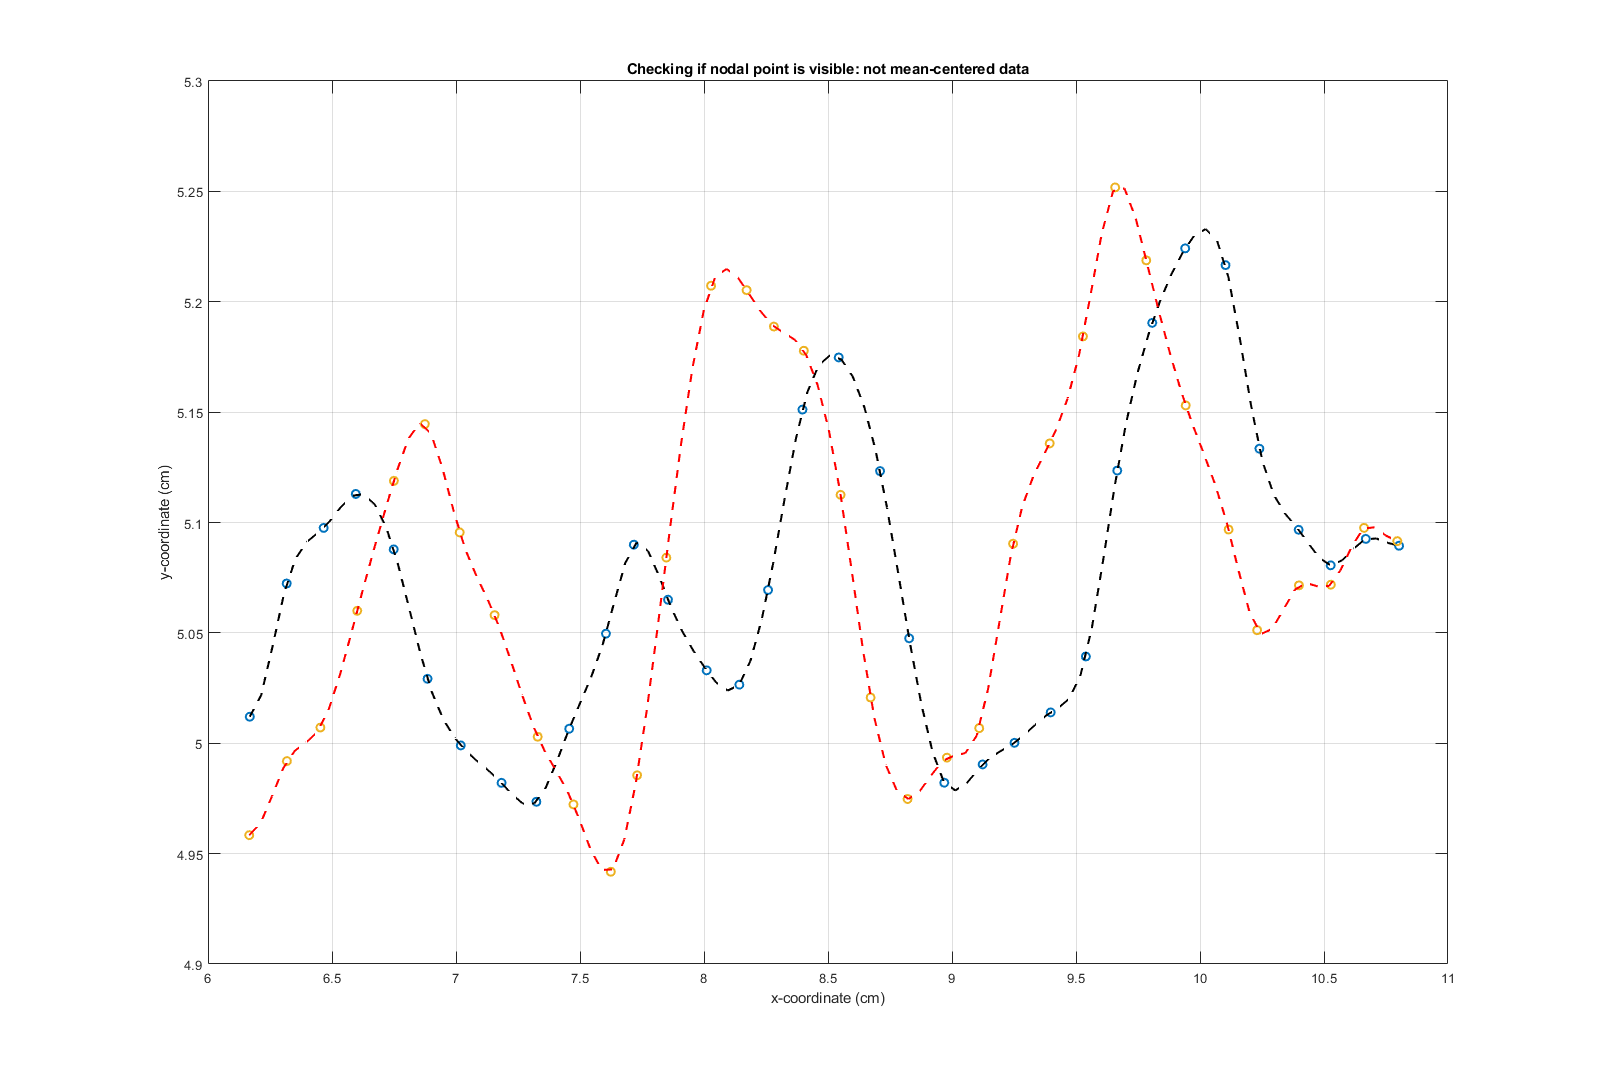 Checking if nodal point is visible: not mean-centered data
5.3
5.25
5.2
5.15
5.1
5.05
5
4.95
4.9
y-coordinate (cm)
6 6.5 7 7.5 8 8.5 9 9.5 10 10.5 11
x-coordinate (cm)